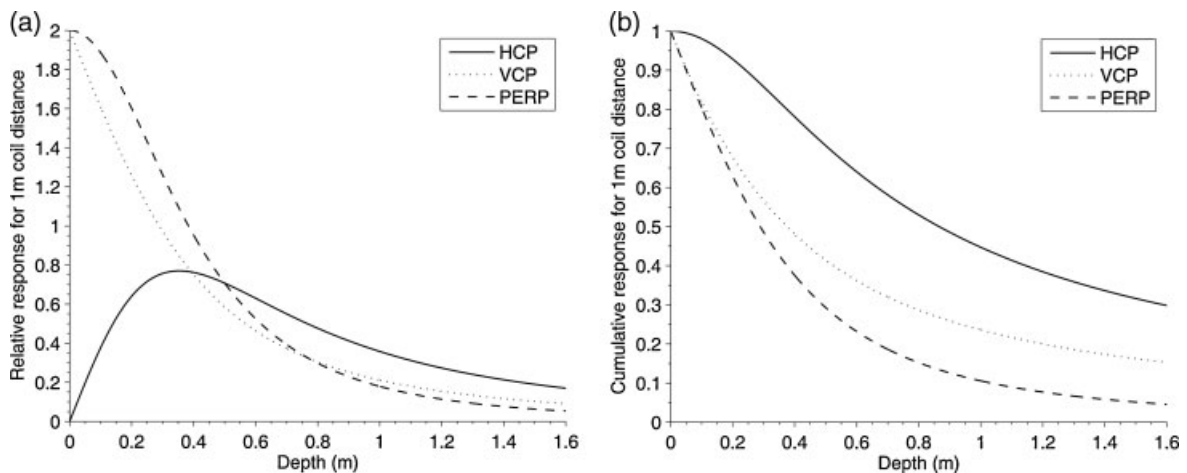 (a)
Relative response for 1m coil distance
2
1.8
1.6
1.4
1.2
1
0.8
0.6
0.4
0.2
0
0 0.2 0.4 0.6 0.8 1 1.2 1.4 1.6
Depth (m)
HCP
VCP
PERP
(b)
Cumulative response for 1m coil distance
1
0.9
0.8
0.7
0.6
0.5
0.4
0.3
0.2
0.1
0
0 0.2 0.4 0.6 0.8 1 1.2 1.4 1.6
Depth (m)
HCP
VCP
PERP